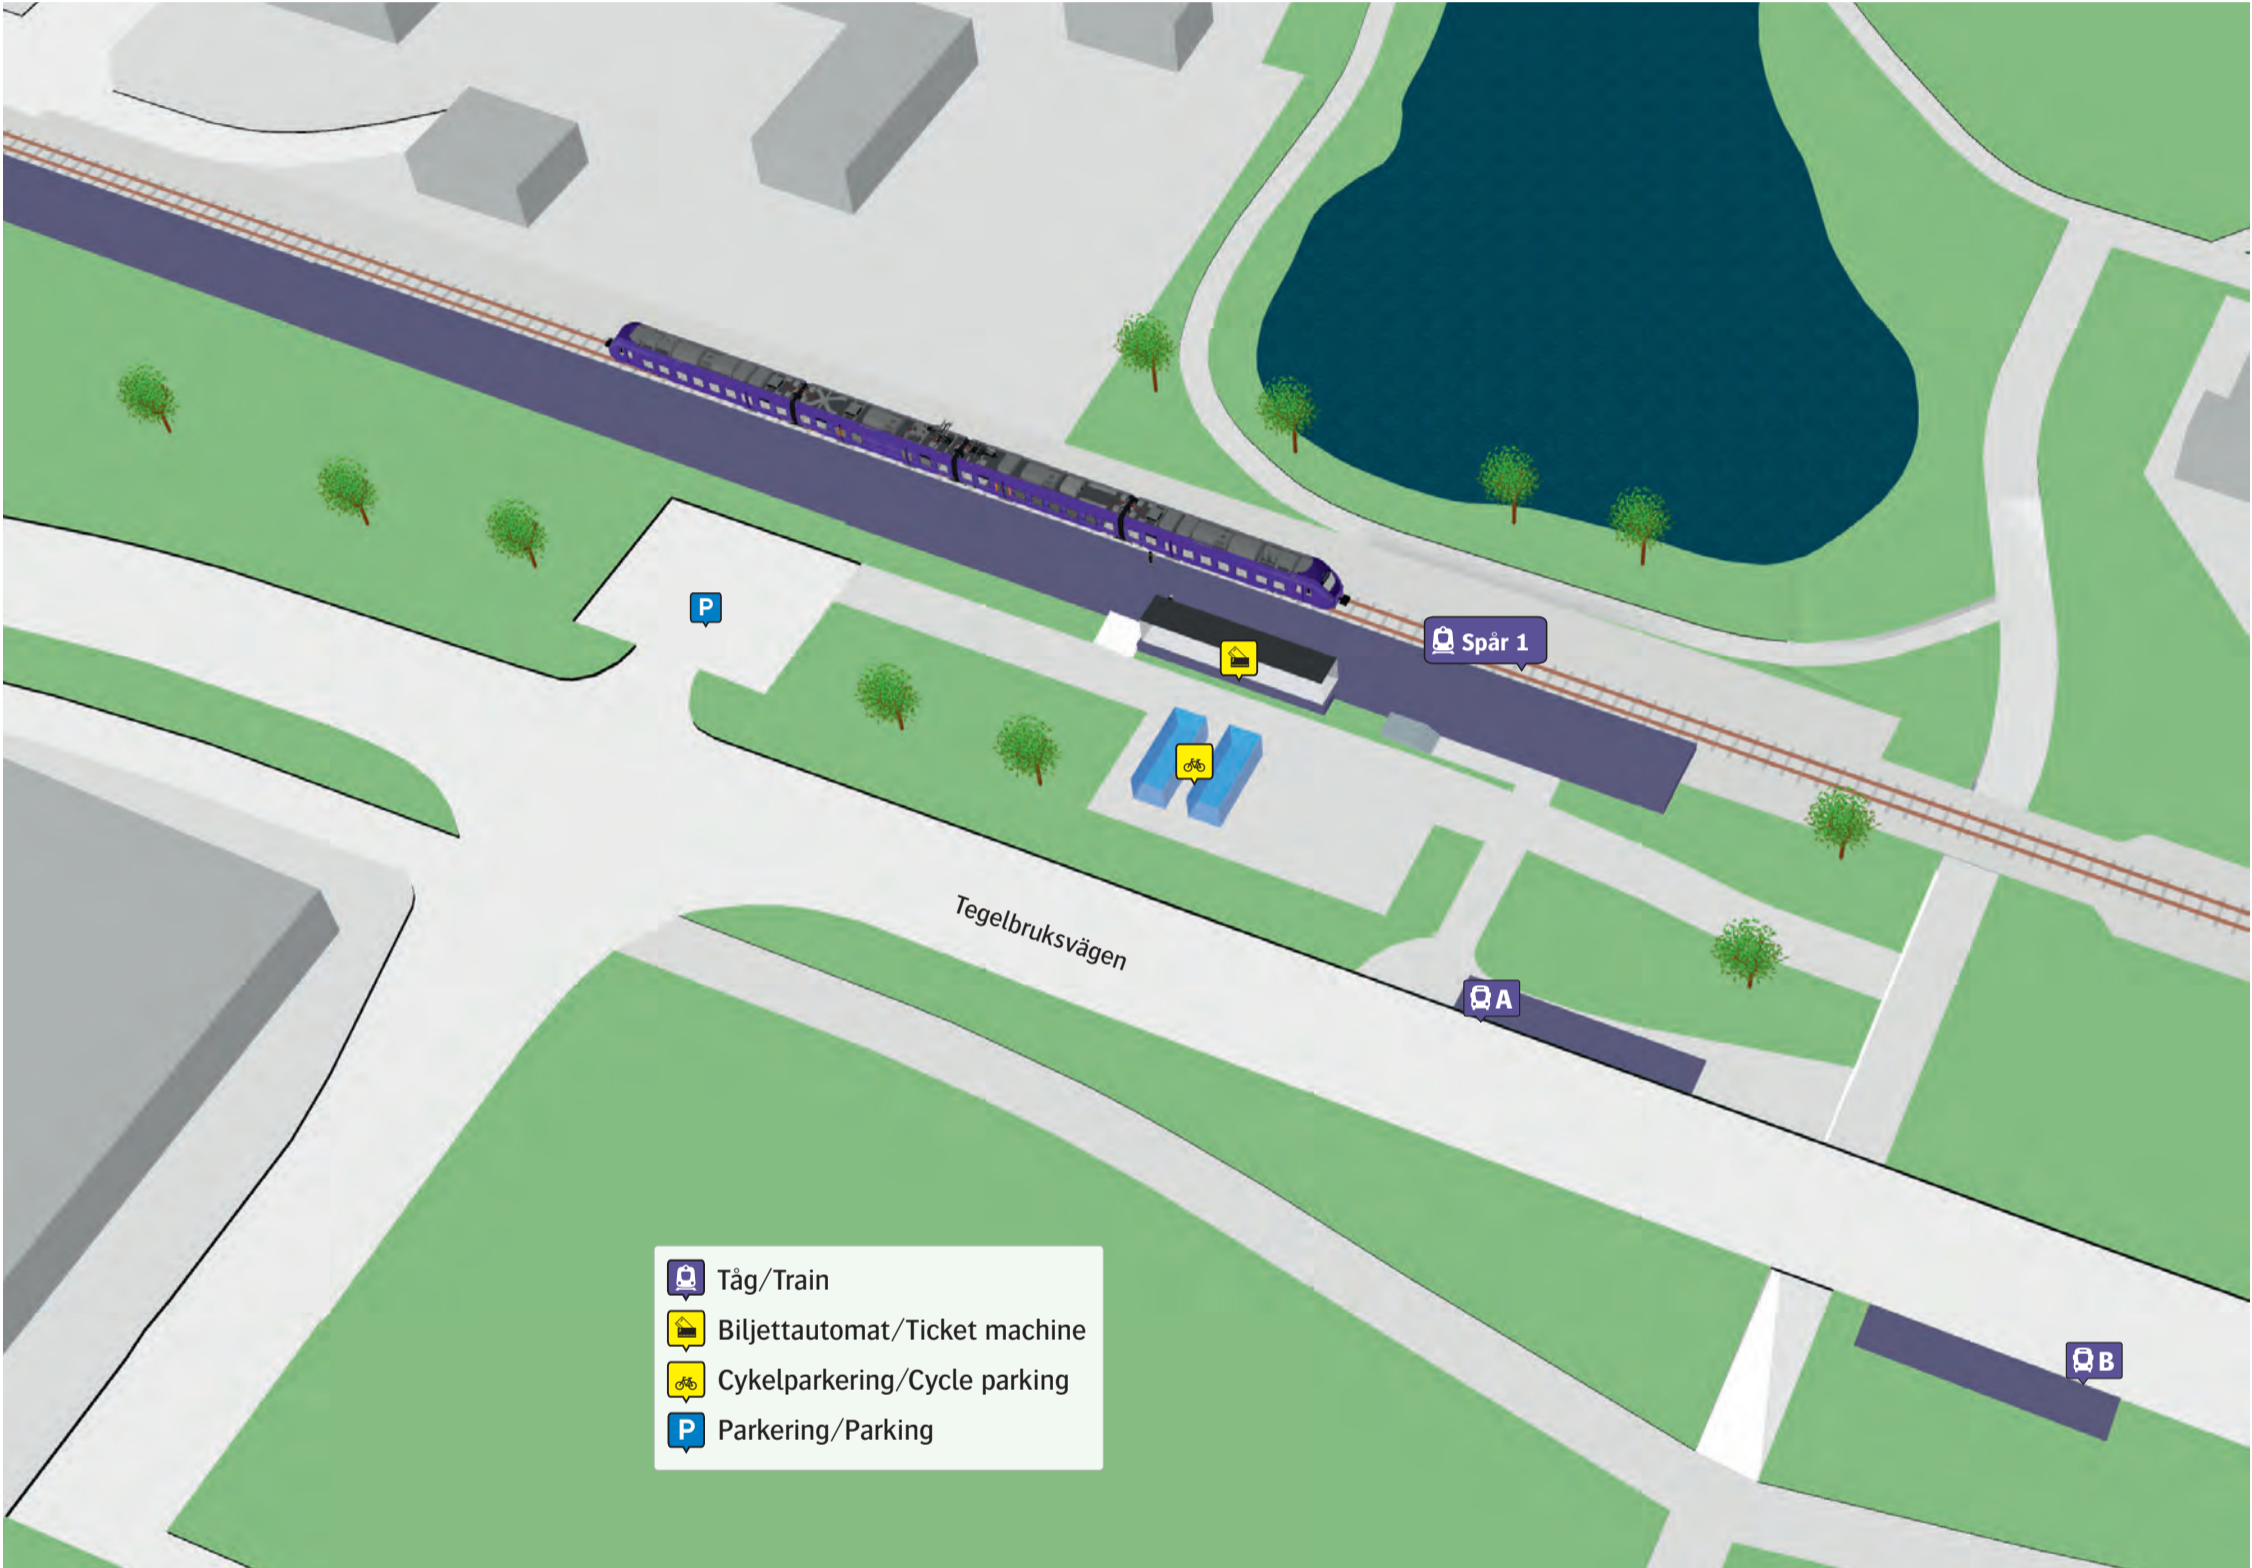 P
Spår 1
Tegelbruksvägen
A
B
Tåg/Train
Biljettautomat/Ticket machine
Cykelparkering/Cycle parking
P Parkering/Parking